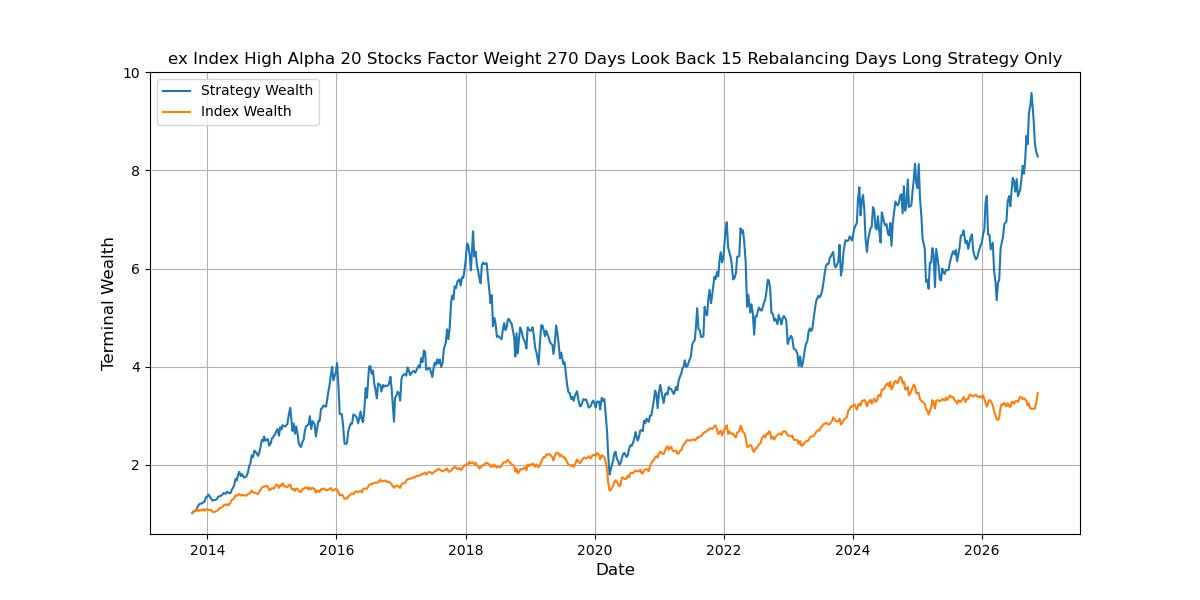 ex Index High Alpha 20 Stocks Factor Weight 270 Days Look Back 15 Rebalancing Days Long Strategy Only
Strategy Wealth
Index Wealth
Terminal Wealth
10
8
6
4
2
2014 2016 2018 2020 2022 2024 2026
Date